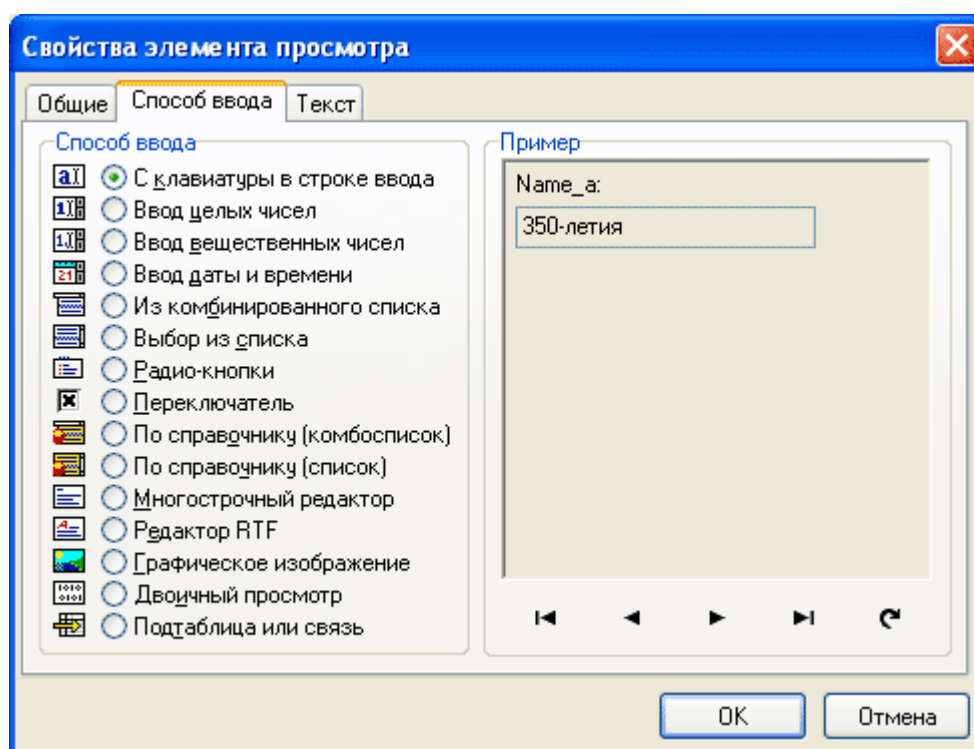 Свойства элемента просмотра
Общие
Способ ввода
Текст
Способ ввода
С клавиатуры в строке ввода
Ввод целых чисел
Ввод вещественных чисел
Ввод даты и времени
Из комбинированного списка
Выбор из списка
Радио-кнопки
Переключатель
По справочнику (комбосписок)
По справочнику (список)
Многострочный редактор
Редактор RTF
Графическое изображение
Двоичный просмотр
Подтаблица или связь
Пример
Name_a:
350-летия
OK
Отмена